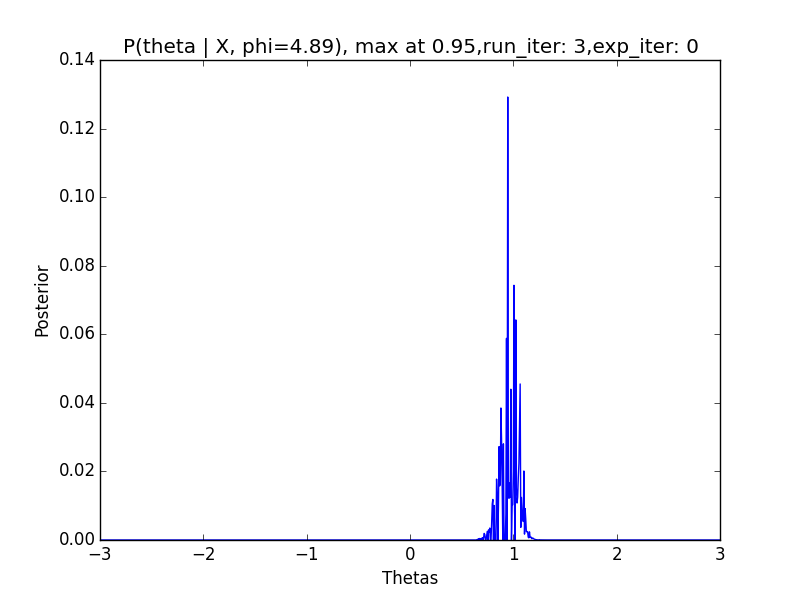 P(theta | X, phi=4.89), max at 0.95,run_iter: 3,exp_iter: 0
0.14
0.12
0.10
0.08
0.06
0.04
0.02
0.00
Posterior
−3 −2 −1 0 1 2 3
Thetas